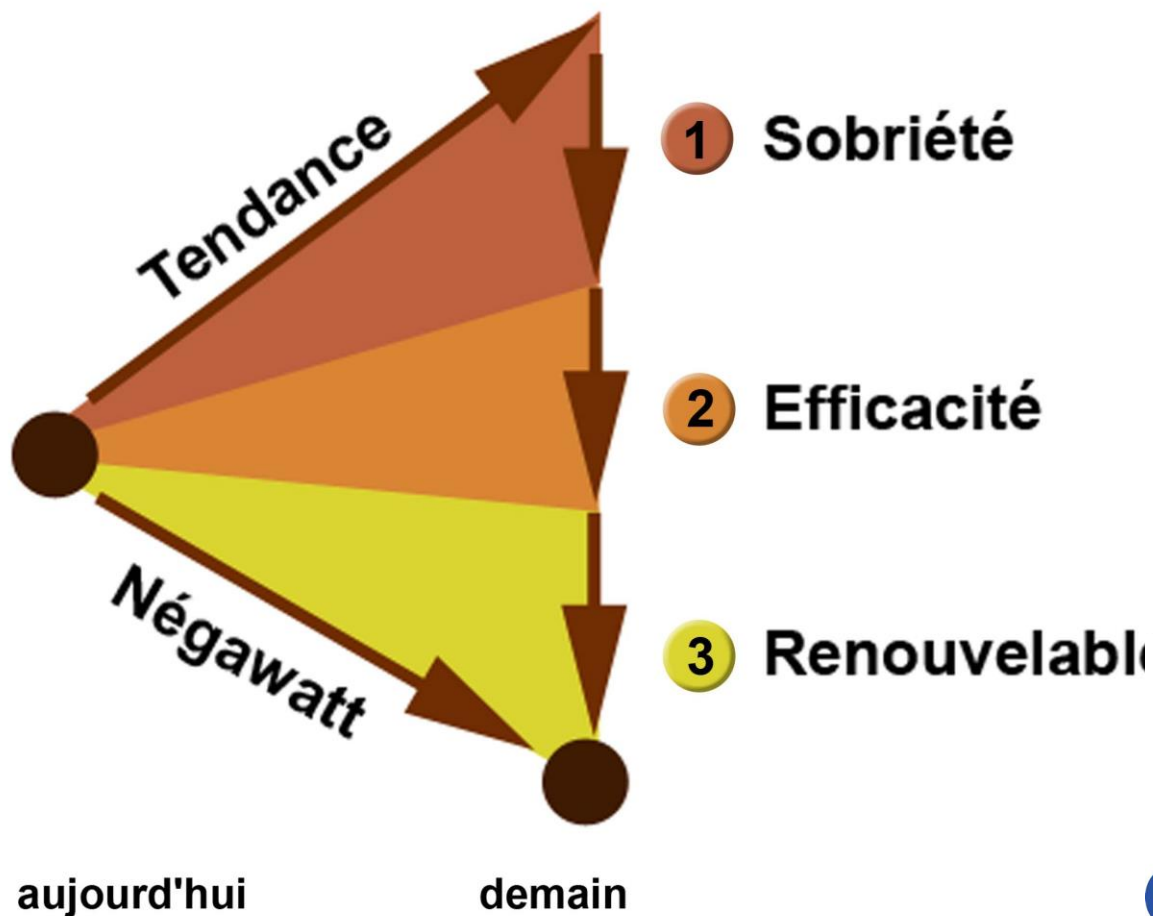 Tendance
1 Sobriété
2 Efficacité
Négawatt
3 Renouvelabl
aujourd'hui demain